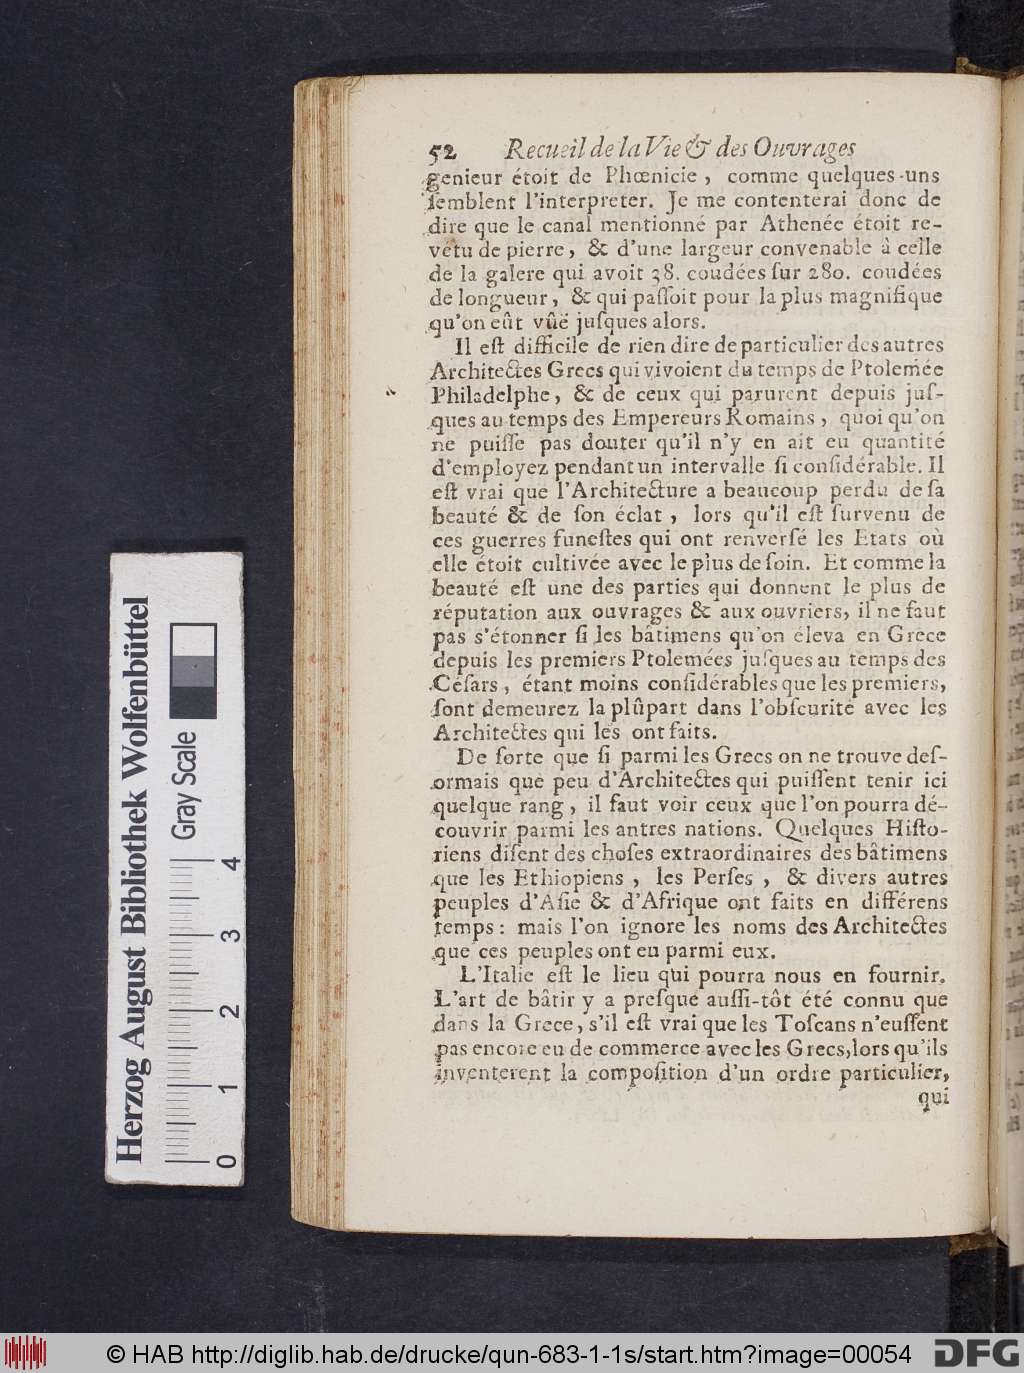 52 Recueil de la Vie & des Ouvrages
genieur étoit de Phœnicie, comme quelques-uns
ſemblent l'interpreter. Je me contenterai donc de
dire que le canal mentionné par Athenée étoit re-
vétu de pierre, & d'une largeur convenable à celle
de la galere qui avoit 38. coudées ſur 280. coudées
de longueur, & qui paſſoit pour la plus magnifique
qu'on eût vûë juſques alors.
Il eſt difficile de rien dire de particulier des autres
Architectes Grecs qui vivoient du temps de Ptolemée
Philadelphe, & de ceux qui parurent depuis juſ-
ques au temps des Empereurs Romains, quoi qu'on
ne puiſſe pas douter qu'il n'y en ait eu quantité
d'employez pendant un intervalle ſi conſidérable. Il
eſt vrai que l'Architecture a beaucoup perdu de ſa
beauté & de ſon éclat, lors qu'il eſt ſurvenu de
ces guerres funeſtes qui ont renverſé les Etats où
elle étoit cultivée avec le plus de ſoin. Et comme la
beauté eſt une des parties qui donnent le plus de
réputation aux ouvrages & aux ouvriers, il ne faut
pas s'étonner ſi les bâtimens qu'on éleva en Grece
depuis les premiers Ptolemées juſques au temps des
Céſars, étant moins conſidérables que les premiers,
ſont demeurez la plûpart dans l'obſcurité avec les
Architectes qui les ont faits.
De ſorte que ſi parmi les Grecs on ne trouve deſ-
ormais que peu d'Architectes qui puiſſent tenir ici
quelque rang, il faut voir ceux que l'on pourra dé-
couvrir parmi les antres nations. Quelques Hiſto-
riens diſent des choſes extraordinaires des bâtimens
que les Ethiopiens, les Perſes, & divers autres
peuples d'Aſie & d'Afrique ont faits en différens
temps: mais l'on ignore les noms des Architectes
que ces peuples ont eu parmi eux.
L'Italie eſt le lieu qui pourra nous en fournir.
L'art de bâtir y a preſque auſſi-tôt été connu que
dans la Grece, s'il eſt vrai que les Toſcans n'euſſent
pas encore eu de commerce avec les Grecs, lors qu'ils
inventerent la compoſition d'un ordre particulier,
qui
Herzog August Bibliothek Wolfenbüttel
Gray Scale
0 1 2 3 4
© HAB http://diglib.hab.de/drucke/qun-683-1-1s/start.htm?image=00054
DFG